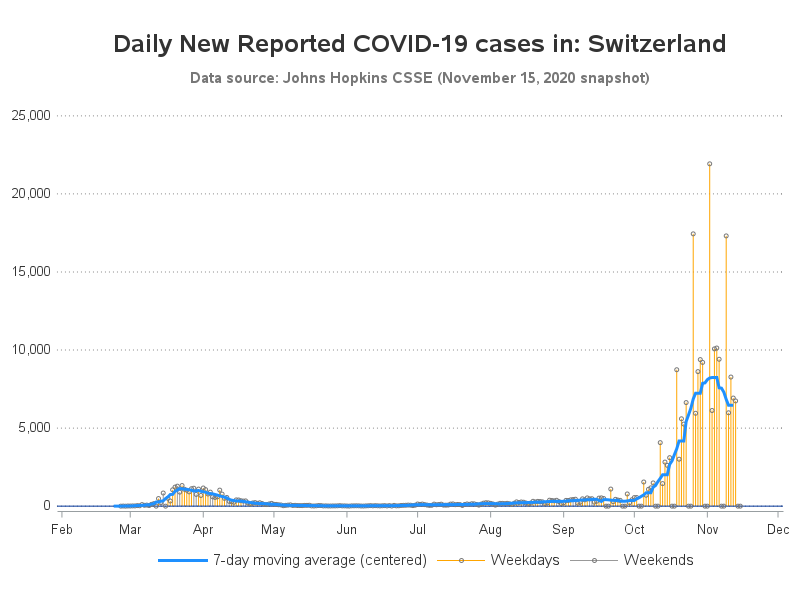 Daily New Reported COVID-19 cases in: Switzerland
Data source: Johns Hopkins CSSE (November 15, 2020 snapshot)
25,000
20,000
15,000
10,000
5,000
0
Feb Mar Apr May Jun Jul Aug Sep Oct Nov Dec
7-day moving average (centered) Weekdays Weekends